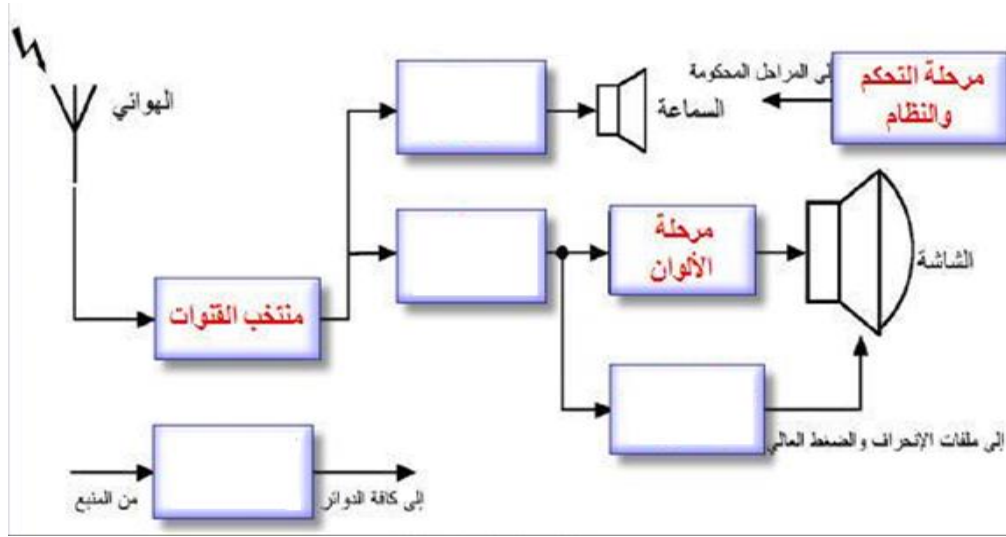 الهوائي
السماعة
إلى المراحل المحكومة
مرحلة التحكم
والنظام
مرحلة
الألوان
الشاشة
منتخب القنوات
إلى ملفات الإنحراف والضغط العالي
من المنبع
إلى كافة الدوائر